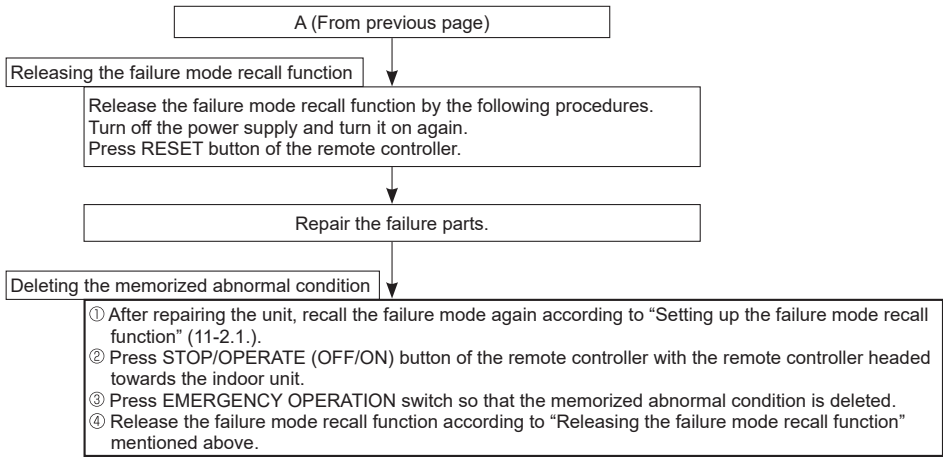 A (From previous page)
Releasing the failure mode recall function
Release the failure mode recall function by the following procedures.
Turn off the power supply and turn it on again.
Press RESET button of the remote controller.
Repair the failure parts.
Deleting the memorized abnormal condition
① After repairing the unit, recall the failure mode again according to “Setting up the failure mode recall
function” (11-2.1.).
② Press STOP/OPERATE (OFF/ON) button of the remote controller with the remote controller headed
towards the indoor unit.
③ Press EMERGENCY OPERATION switch so that the memorized abnormal condition is deleted.
④ Release the failure mode recall function according to “Releasing the failure mode recall function”
mentioned above.